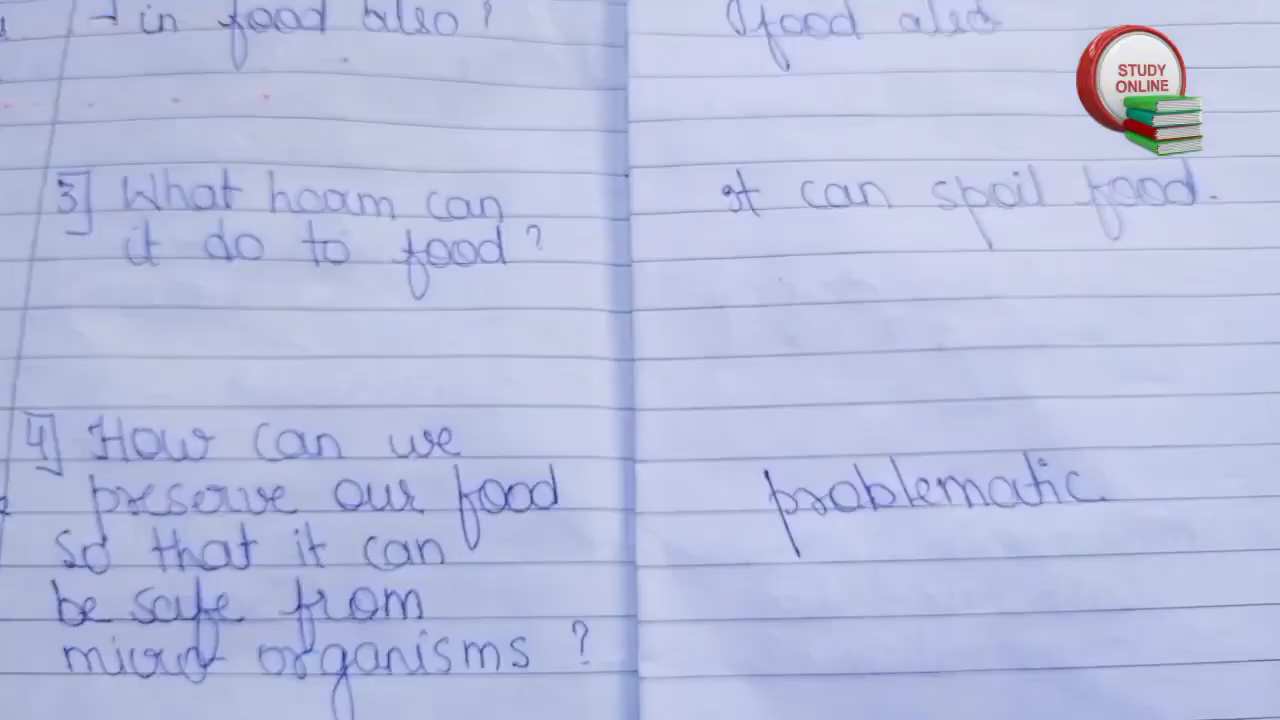 in food also?
food also
STUDY
ONLINE
3] What haam can
it do to food?
It can spoil food.
4] How can we
preserve our food
so that it can
be safe from
micro organisms?
problematic